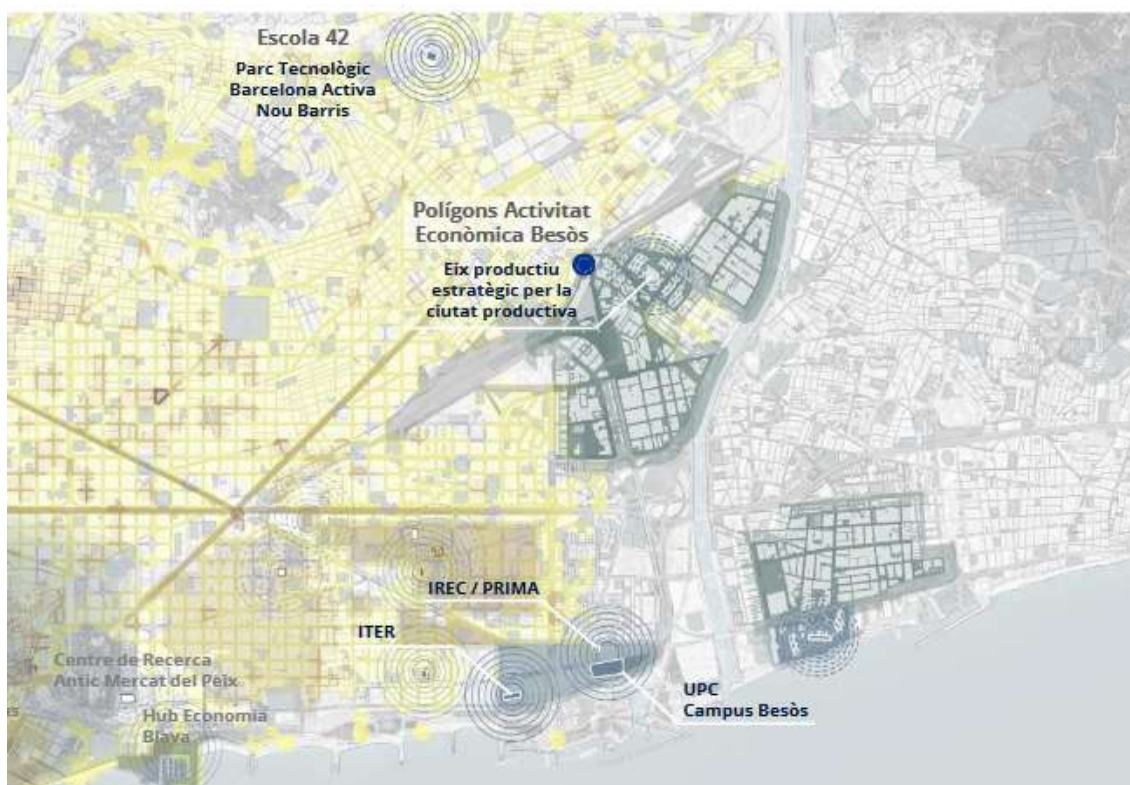 Escola 42
Parc Tecnològic
Barcelona Activa
Nou Barris
Polígons Activitat
Econòmica Besòs
Eix productiu
estratègic per la
ciutat productiva
IREC / PRIMA
ITER
Centre de Recerca
Antic Mercat del Peix
UPC
Campus Besòs
Hub Economia
Blava